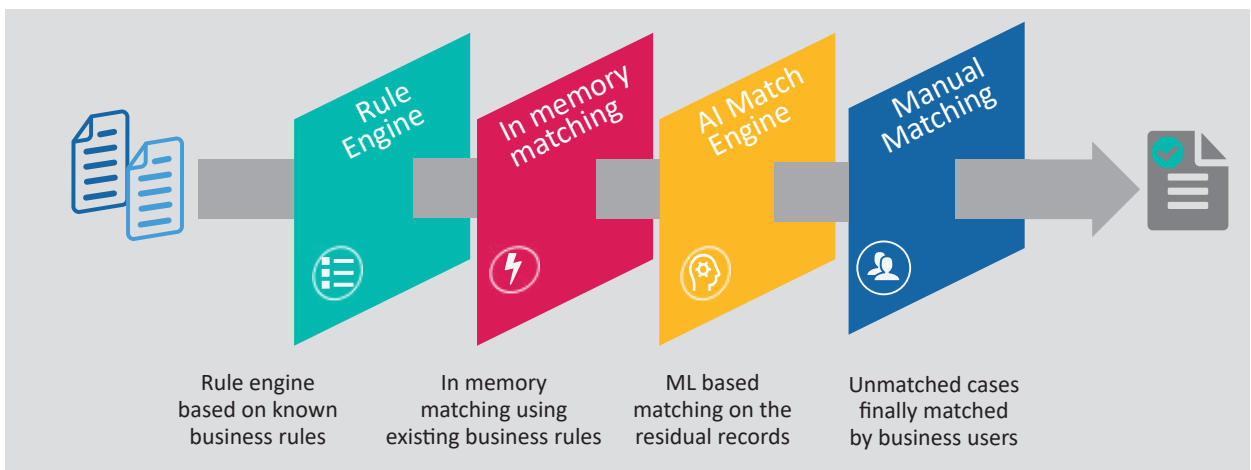 Rule
Engine
In memory
matching
AI Match
Engine
Manual
Matching
Rule engine
based on known
business rules
In memory
matching using
existing business rules
ML based
matching on the
residual records
Unmatched cases
finally matched
by business users